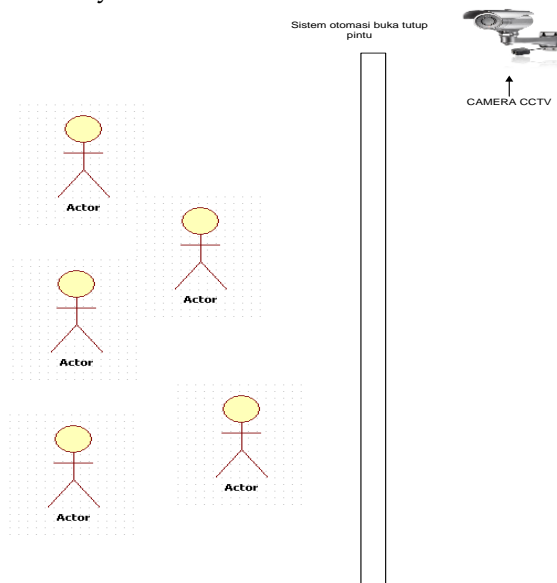 Sistem otomasi buka tutup
pintu
CAMERA CCTV
Actor
Actor
Actor
Actor
Actor